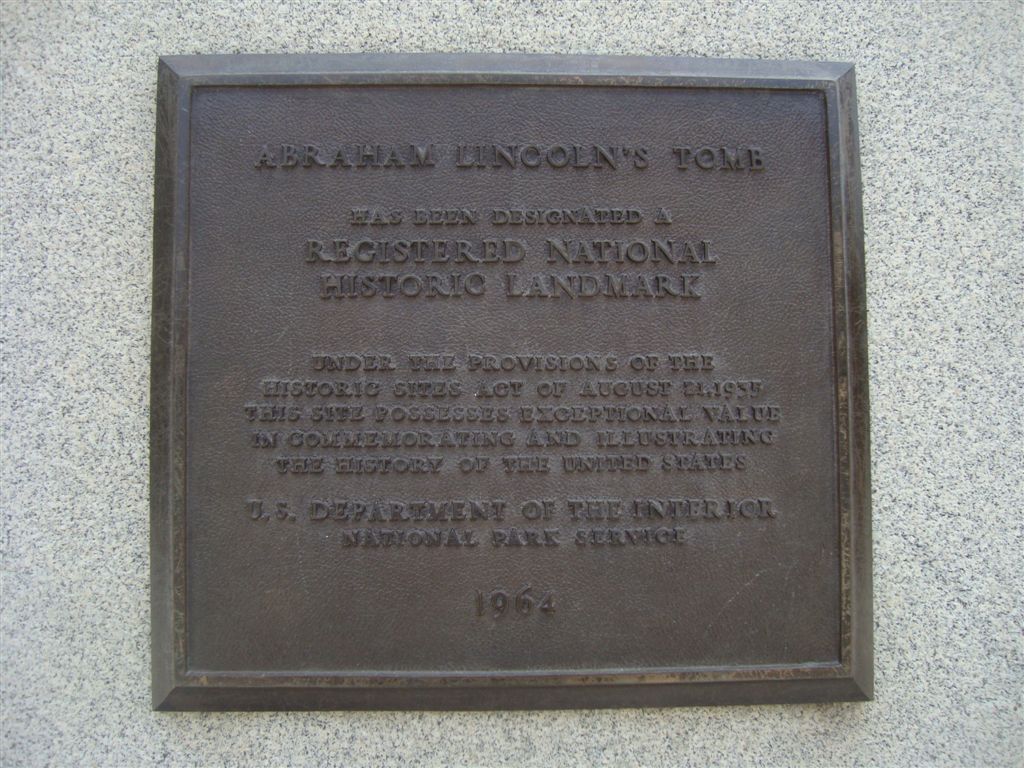 ABRAHAM LINCOLN'S TOMB
HAS BEEN DESIGNATED A
REGISTERED NATIONAL
HISTORIC LANDMARK
UNDER THE PROVISIONS OF THE
HISTORIC SITES ACT OF AUGUST 21, 1935
THIS SITE POSSESSES EXCEPTIONAL VALUE
IN COMMEMORATING AND ILLUSTRATING
THE HISTORY OF THE UNITED STATES
U. S. DEPARTMENT OF THE INTERIOR
NATIONAL PARK SERVICE
1964